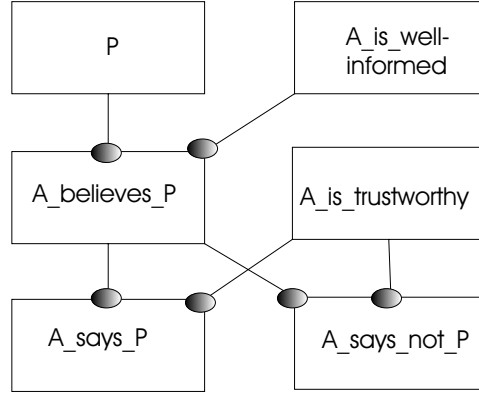 P
A_is_well-
informed
A_believes_P
A_is_trustworthy
A_says_P
A_says_not_P